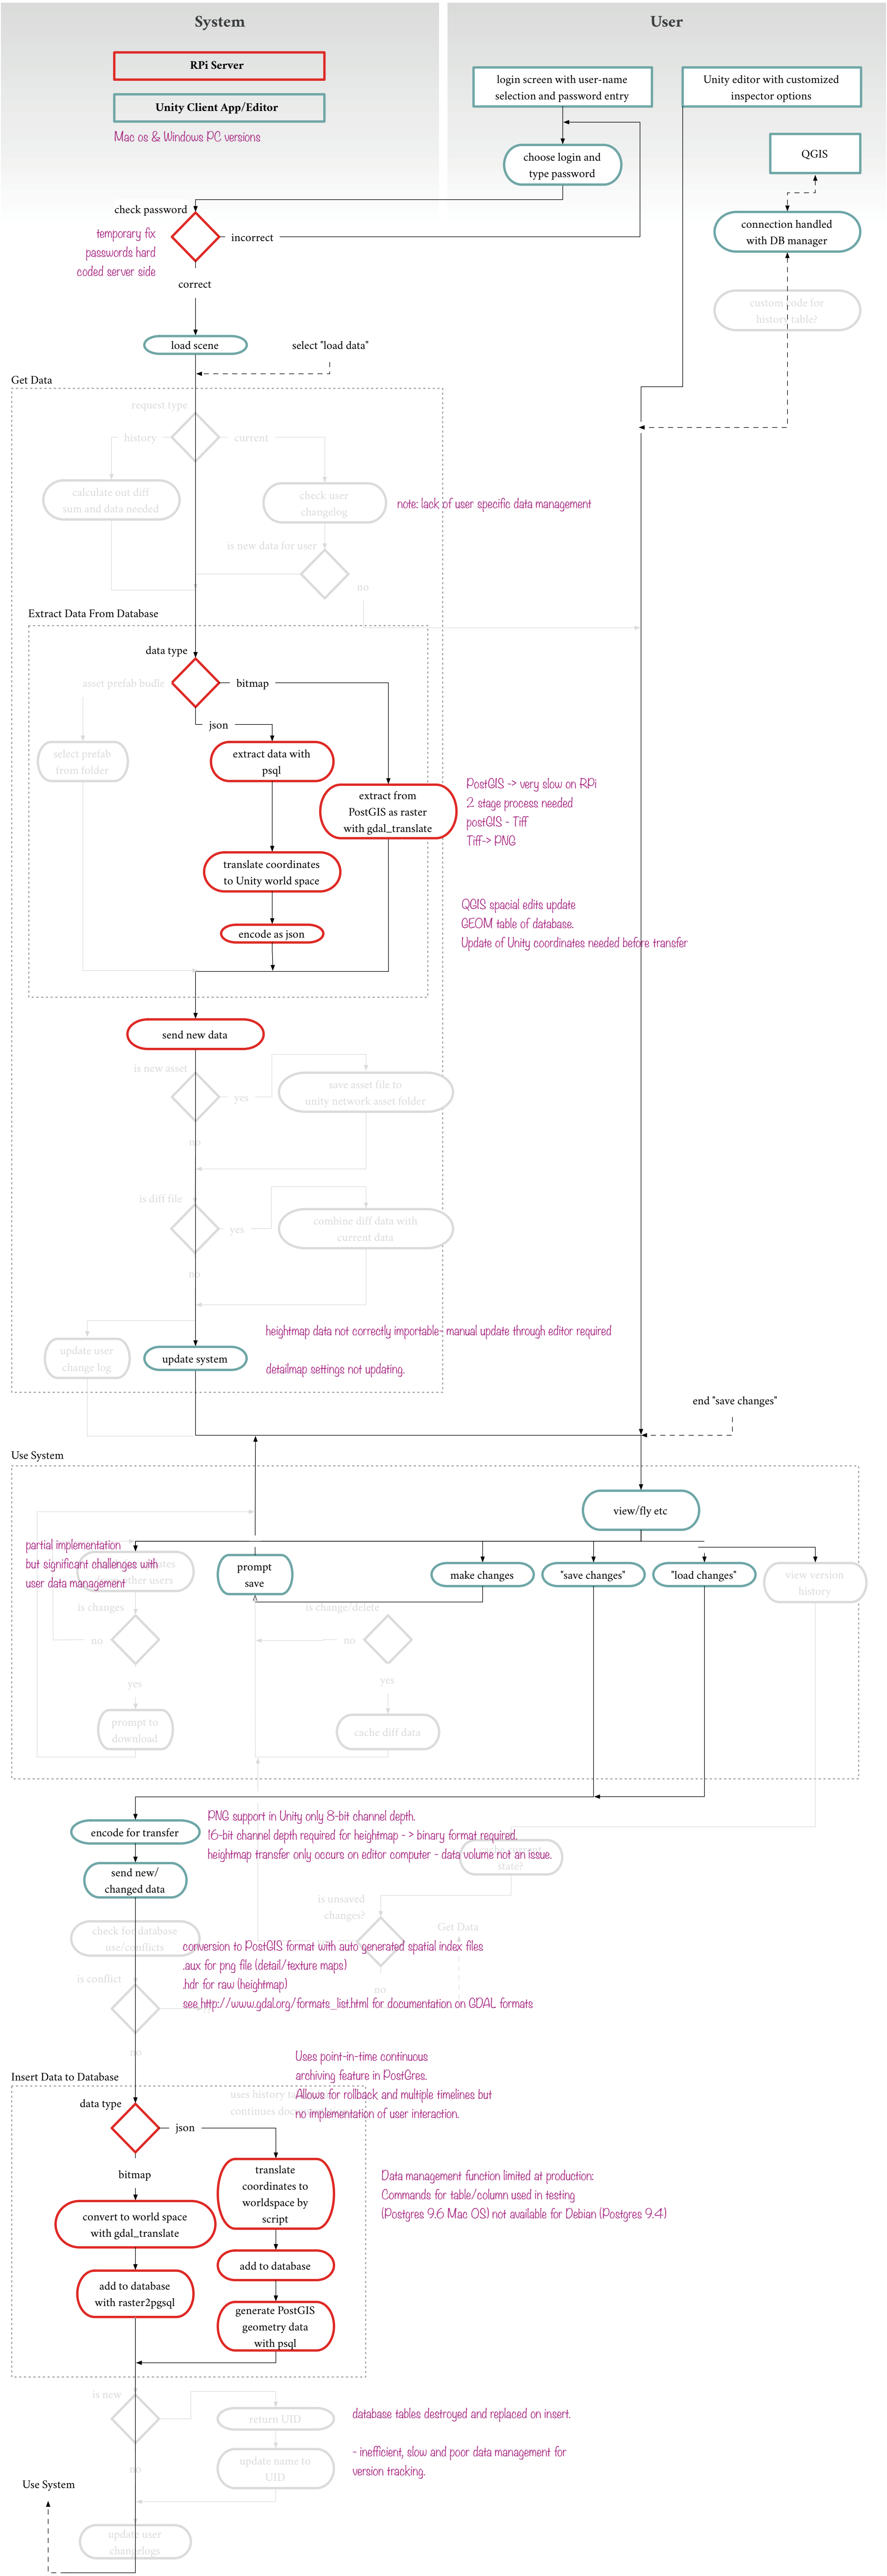 System
User
RPi Server
Unity Client App/Editor
Mac os & Windows PC versions
login screen with user-name
selection and password entry
Unity editor with customized
inspector options
choose login and
type password
QGIS
connection handled
with DB manager
custom code for
history table?
check password
temporary fix
passwords hard
coded server side
incorrect
correct
load scene
select "load data"
Get Data
request type
history
current
calculate out diff
sum and data needed
check user
changelog
note: lack of user specific data management
is new data for user
no
Extract Data From Database
data type
asset prefab budle
bitmap
json
select prefab
from folder
extract data with
psql
extract from
PostGIS as raster
with gdal_translate
PostGIS -> very slow on RPi
2 stage process needed
postGIS - Tiff
Tiff-> PNG
translate coordinates
to Unity world space
encode as json
QGIS spacial edits update
GEOM table of database.
Update of Unity coordinates needed before transfer
send new data
is new asset
yes
save asset file to
unity network asset folder
no
is diff file
yes
combine diff data with
current data
no
heightmap data not correctly importable- manual update through editor required
update user
change log
update system
detailmap settings not updating.
end "save changes"
Use System
view/fly etc
partial implementation
but significant challenges with
user data management
other users
prompt
save
make changes
"save changes"
"load changes"
view version
history
is changes
no
yes
prompt to
download
is change/delete
no
yes
cache diff data
encode for transfer
PNG support in Unity only 8-bit channel depth.
16-bit channel depth required for heightmap - > binary format required.
heightmap transfer only occurs on editor computer - data volume not an issue.
state?
send new/
changed data
is unsaved
changes?
Get Data
no
check for database
use/conflicts
conversion to PostGIS format with auto generated spatial index files
.aux for png file (detail/texture maps)
.hdr for raw (heightmap)
see http://www.gdal.org/formats_list.html for documentation on GDAL formats
is conflict
no
Uses point-in-time continuous
archiving feature in PostGres.
Allows for rollback and multiple timelines but
no implementation of user interaction.
uses history
continues
Insert Data to Database
data type
json
bitmap
convert to world space
with gdal_translate
add to database
with raster2pgsql
translate
coordinates to
worldspace by
script
add to database
generate PostGIS
geometry data
with psql
Data management function limited at production:
Commands for table/column used in testing
(Postgres 9.6 Mac OS) not available for Debian (Postgres 9.4)
is new
return UID
update name to
UID
no
database tables destroyed and replaced on insert.
- inefficient, slow and poor data management for
version tracking.
Use System
update user
changelogs